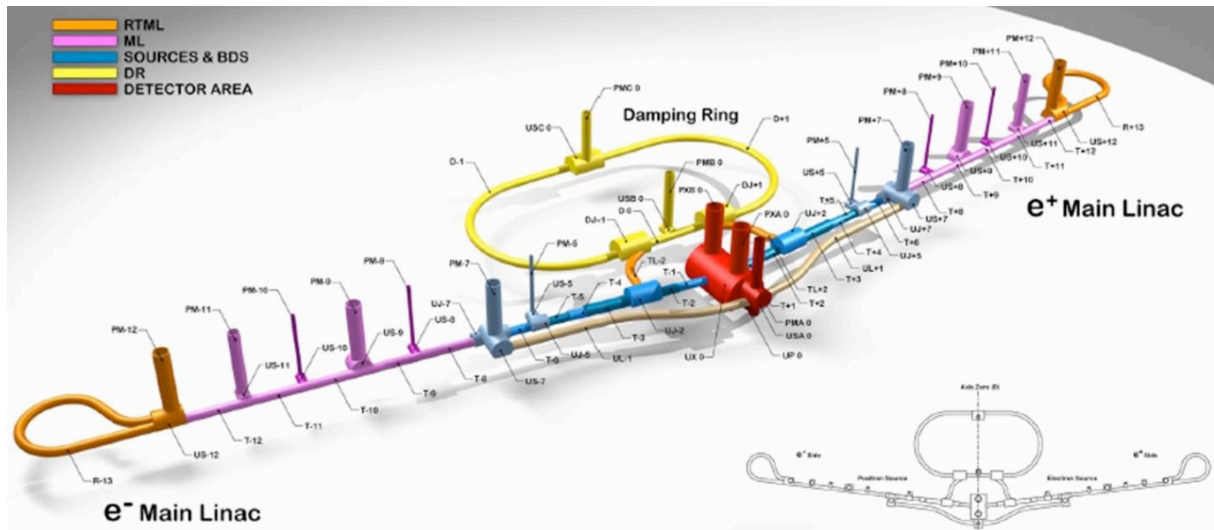 RTML
ML
SOURCES & BDS
DR
DETECTOR AREA
PM+12
PM+11
PM+10
PM+9
PM+8
PM+7
PM+5
PMC 0
USC 0
Damping Ring
D+1
D-1
PMB 0
PXB 0
USB 0
D 0
DJ-1
DJ+1
PXA 0
UJ+2
US+5
T+5
R+13
US+12
T+12
US+11
T+11
US+10
T+10
US+9
T+9
US+8
T+8
US+7
UJ+7
T+6
UJ+5
T+4
UL+1
T+3
TL+2
T+2
T+1
e+ Main Linac
PM-5
PM-7
PM-8
PM-9
PM-10
PM-11
PM-12
TL-2
T-1
T-2
US-5
T-5
T-4
UJ-7
US-8
US-9
US-10
US-11
UJ-2
T-3
UL-1
UJ-5
T-6
US-7
T-8
T-9
T-10
T-11
T-12
US-12
R-13
PMA 0
USA 0
UP 0
UX 0
e- Main Linac
Positron Source
Electron Source